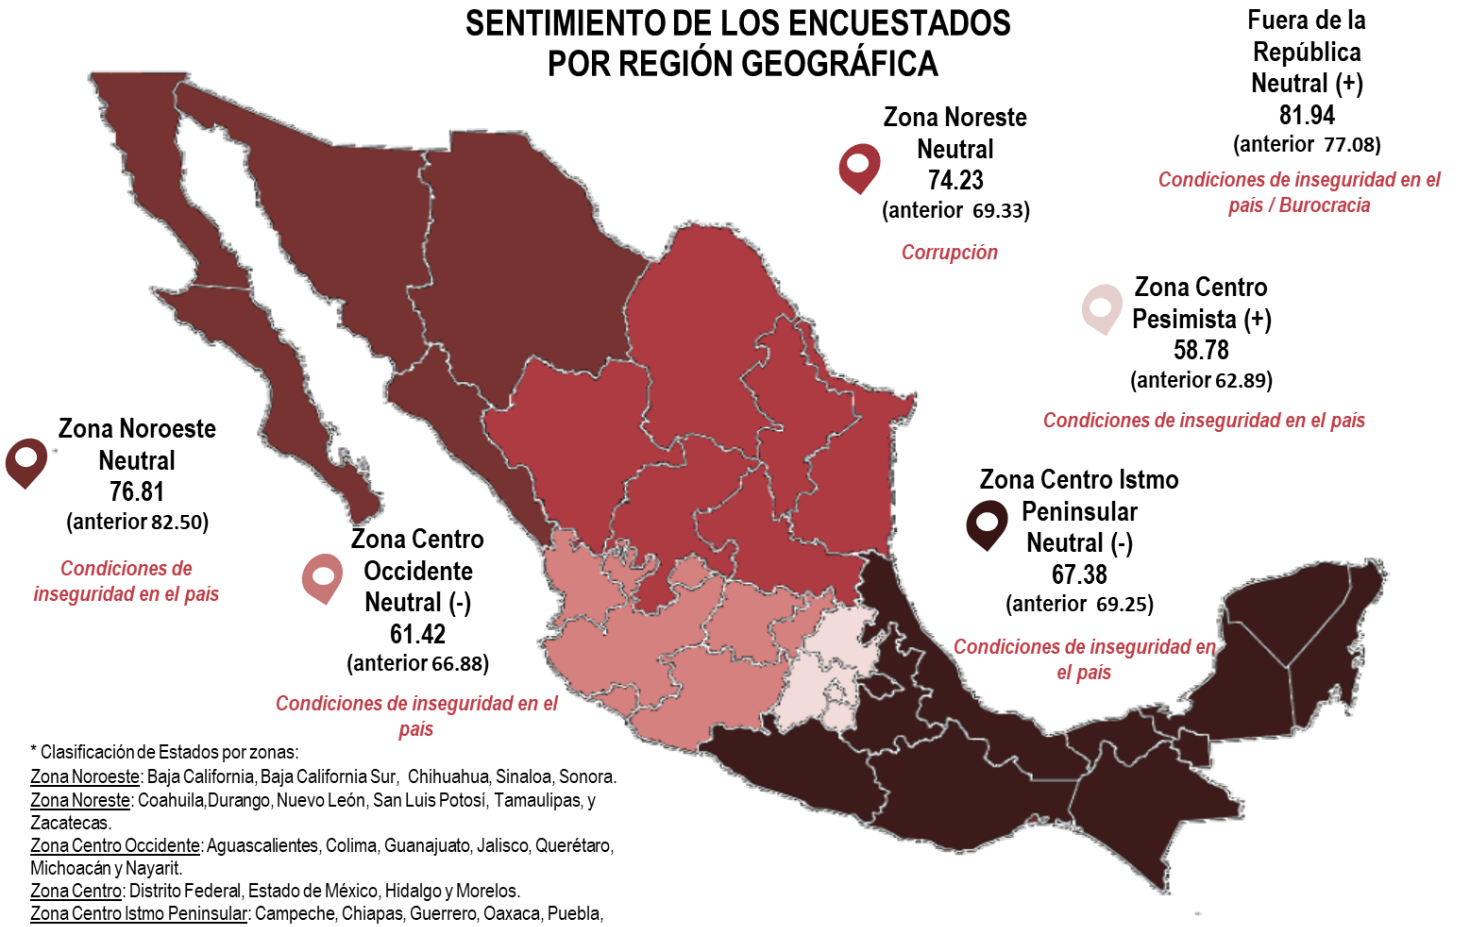 SENTIMIENTO DE LOS ENCUESTADOS
POR REGIÓN GEOGRÁFICA
Fuera de la
República
Neutral (+)
81.94
(anterior 77.08)
Condiciones de inseguridad en el
país / Burocracia
Zona Noreste
Neutral
74.23
(anterior 69.33)
Corrupción
Zona Centro
Pesimista (+)
58.78
(anterior 62.89)
Condiciones de inseguridad en el país
Zona Noroeste
Neutral
76.81
(anterior 82.50)
Condiciones de
inseguridad en el país
Zona Centro
Occidente
Neutral (-)
61.42
(anterior 66.88)
Condiciones de inseguridad en el
país
Zona Centro Istmo
Peninsular
Neutral (-)
67.38
(anterior 69.25)
Condiciones de inseguridad en
el país
* Clasificación de Estados por zonas:
Zona Noroeste: Baja California, Baja California Sur, Chihuahua, Sinaloa, Sonora.
Zona Noreste: Coahuila,Durango, Nuevo León, San Luis Potosí, Tamaulipas, y
Zacatecas.
Zona Centro Occidente: Aguascalientes, Colima, Guanajuato, Jalisco, Querétaro,
Michoacán y Nayarit.
Zona Centro: Distrito Federal, Estado de México, Hidalgo y Morelos.
Zona Centro Istmo Peninsular: Campeche, Chiapas, Guerrero, Oaxaca, Puebla,